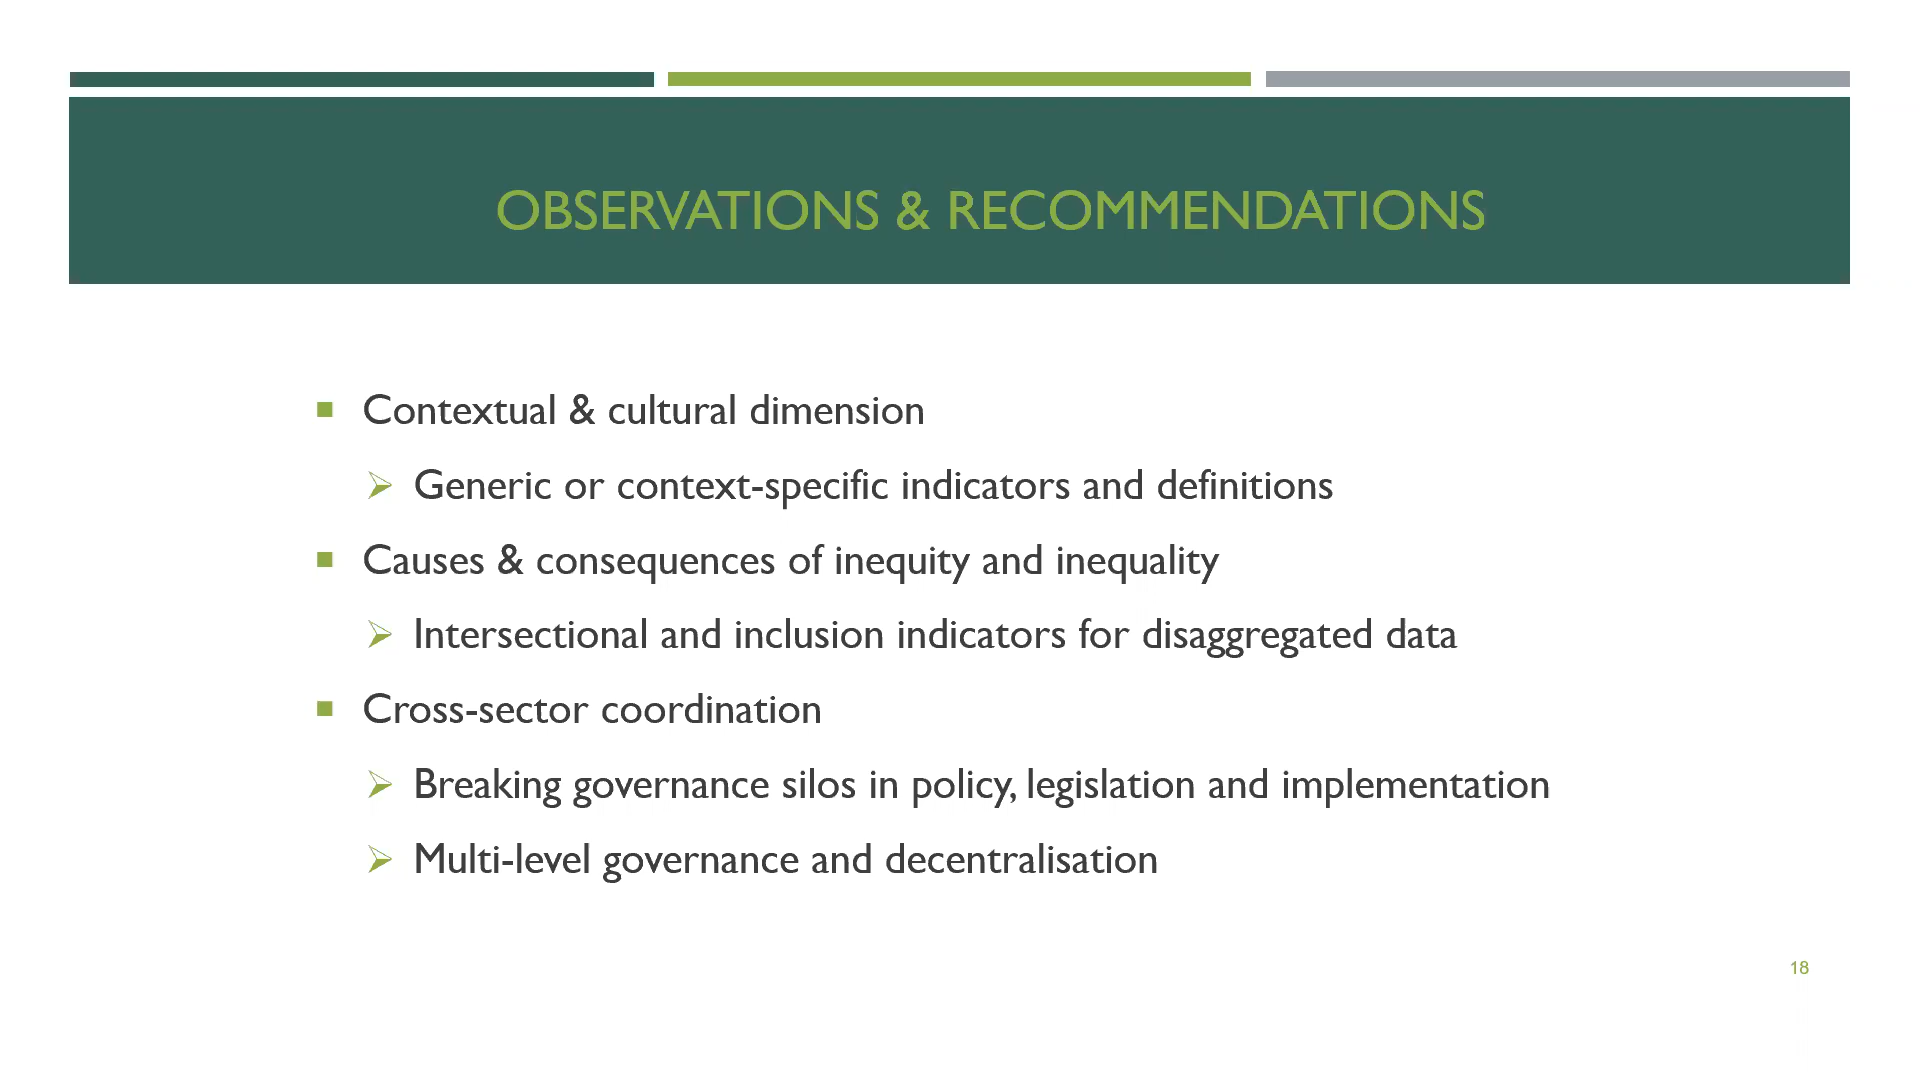 OBSERVATIONS & RECOMMENDATIONS
Contextual & cultural dimension
Generic or context-specific indicators and definitions
Causes & consequences of inequity and inequality
Intersectional and inclusion indicators for disaggregated data
Cross-sector coordination
Breaking governance silos in policy, legislation and implementation
Multi-level governance and decentralisation
18